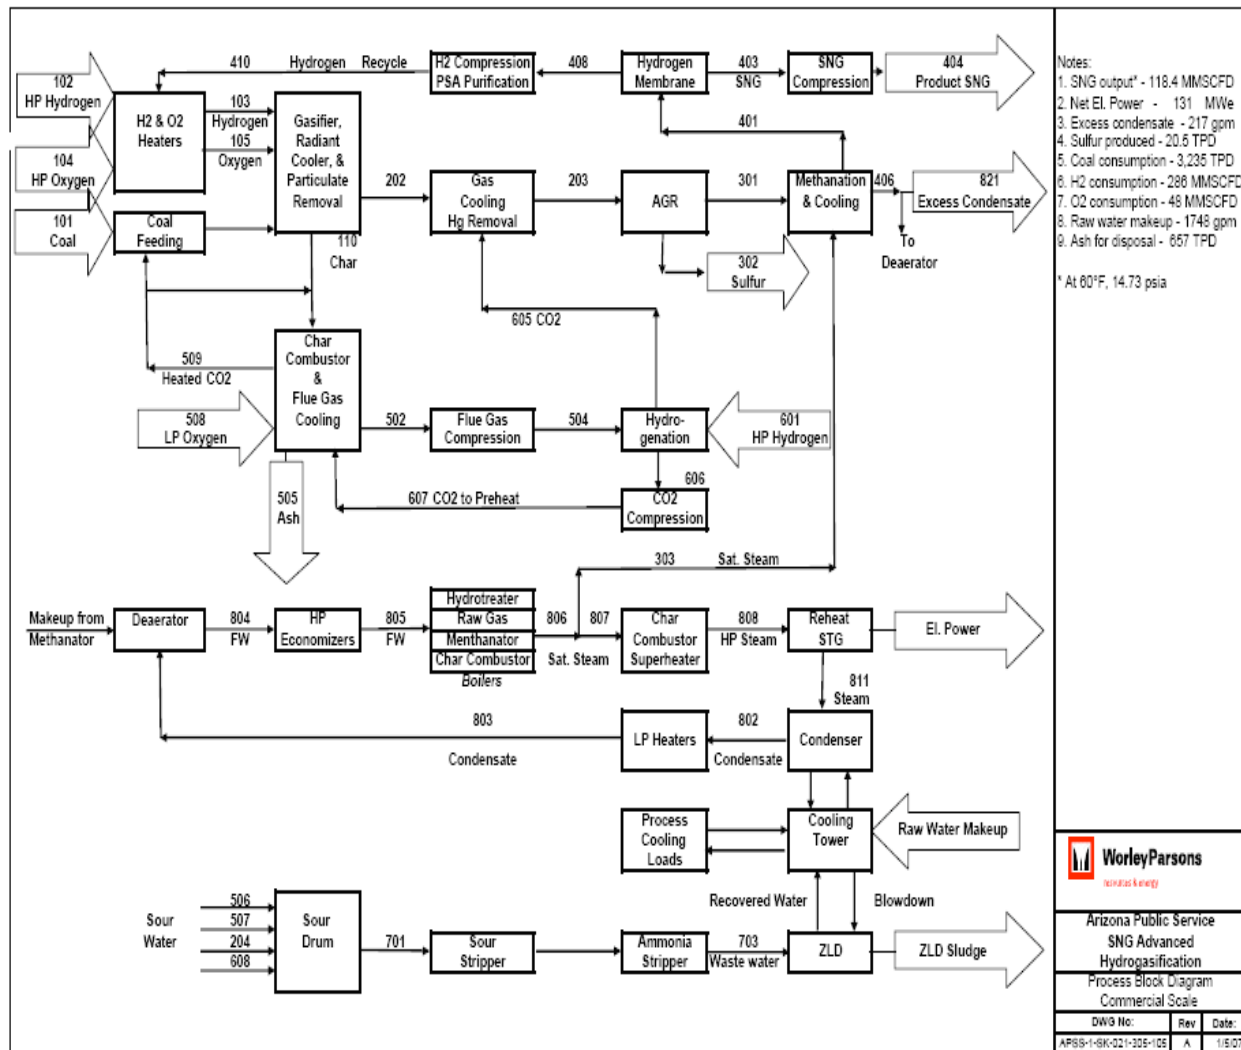 410 Hydrogen Recycle
H2 Compression
PSA Purification
408
Hydrogen
Membrane
403
SNG
SNG
Compression
404
Product SNG
102
HP Hydrogen
H2 & O2
Heaters
103
Hydrogen
105
Oxygen
Gasifier,
Radiant
Cooler, &
Particulate
Removal
401
104
HP Oxygen
202
Gas
Cooling
Hg Removal
203
AGR
301
Methanation
& Cooling
406
821
Excess Condensate
101
Coal
Coal
Feeding
110
Char
To
Deaerator
302
Sulfur
605 CO2
509
Heated CO2
Char
Combustor
&
Flue Gas
Cooling
508
LP Oxygen
502
Flue Gas
Compression
504
Hydro-
genation
601
HP Hydrogen
606
CO2
Compression
607 CO2 to Preheat
505
Ash
303 Sat. Steam
Makeup from
Methanator
Deaerator
804
FW
HP
Economizers
805
FW
Hydrotreater
Raw Gas
Menthanator
Char Combustor
Boilers
806
Sat. Steam
807
Char
Combustor
Superheater
808
HP Steam
Reheat
STG
El. Power
811
Steam
803
Condensate
LP Heaters
802
Condensate
Condenser
Process
Cooling
Loads
Cooling
Tower
Raw Water Makeup
Recovered Water
Blowdown
Sour
Water
506
507
204
608
Sour
Drum
701
Sour
Stripper
Ammonia
Stripper
703
Waste water
ZLD
ZLD Sludge
Notes:
1. SNG output* - 118.4 MMSCFD
2. Net El. Power - 131 MWe
3. Excess condensate - 217 gpm
4. Sulfur produced - 20.5 TPD
5. Coal consumption - 3,235 TPD
6. H2 consumption - 286 MMSCFD
7. O2 consumption - 48 MMSCFD
8. Raw water makeup - 1748 gpm
9. Ash for disposal - 657 TPD
* At 60°F, 14.73 psia
WorleyParsons
resources & energy
Arizona Public Service
SNG Advanced
Hydrogasification
Process Block Diagram
Commercial Scale
DWG No: Rev Date:
APSS-1-SK-021-305-105 A 1/5/07